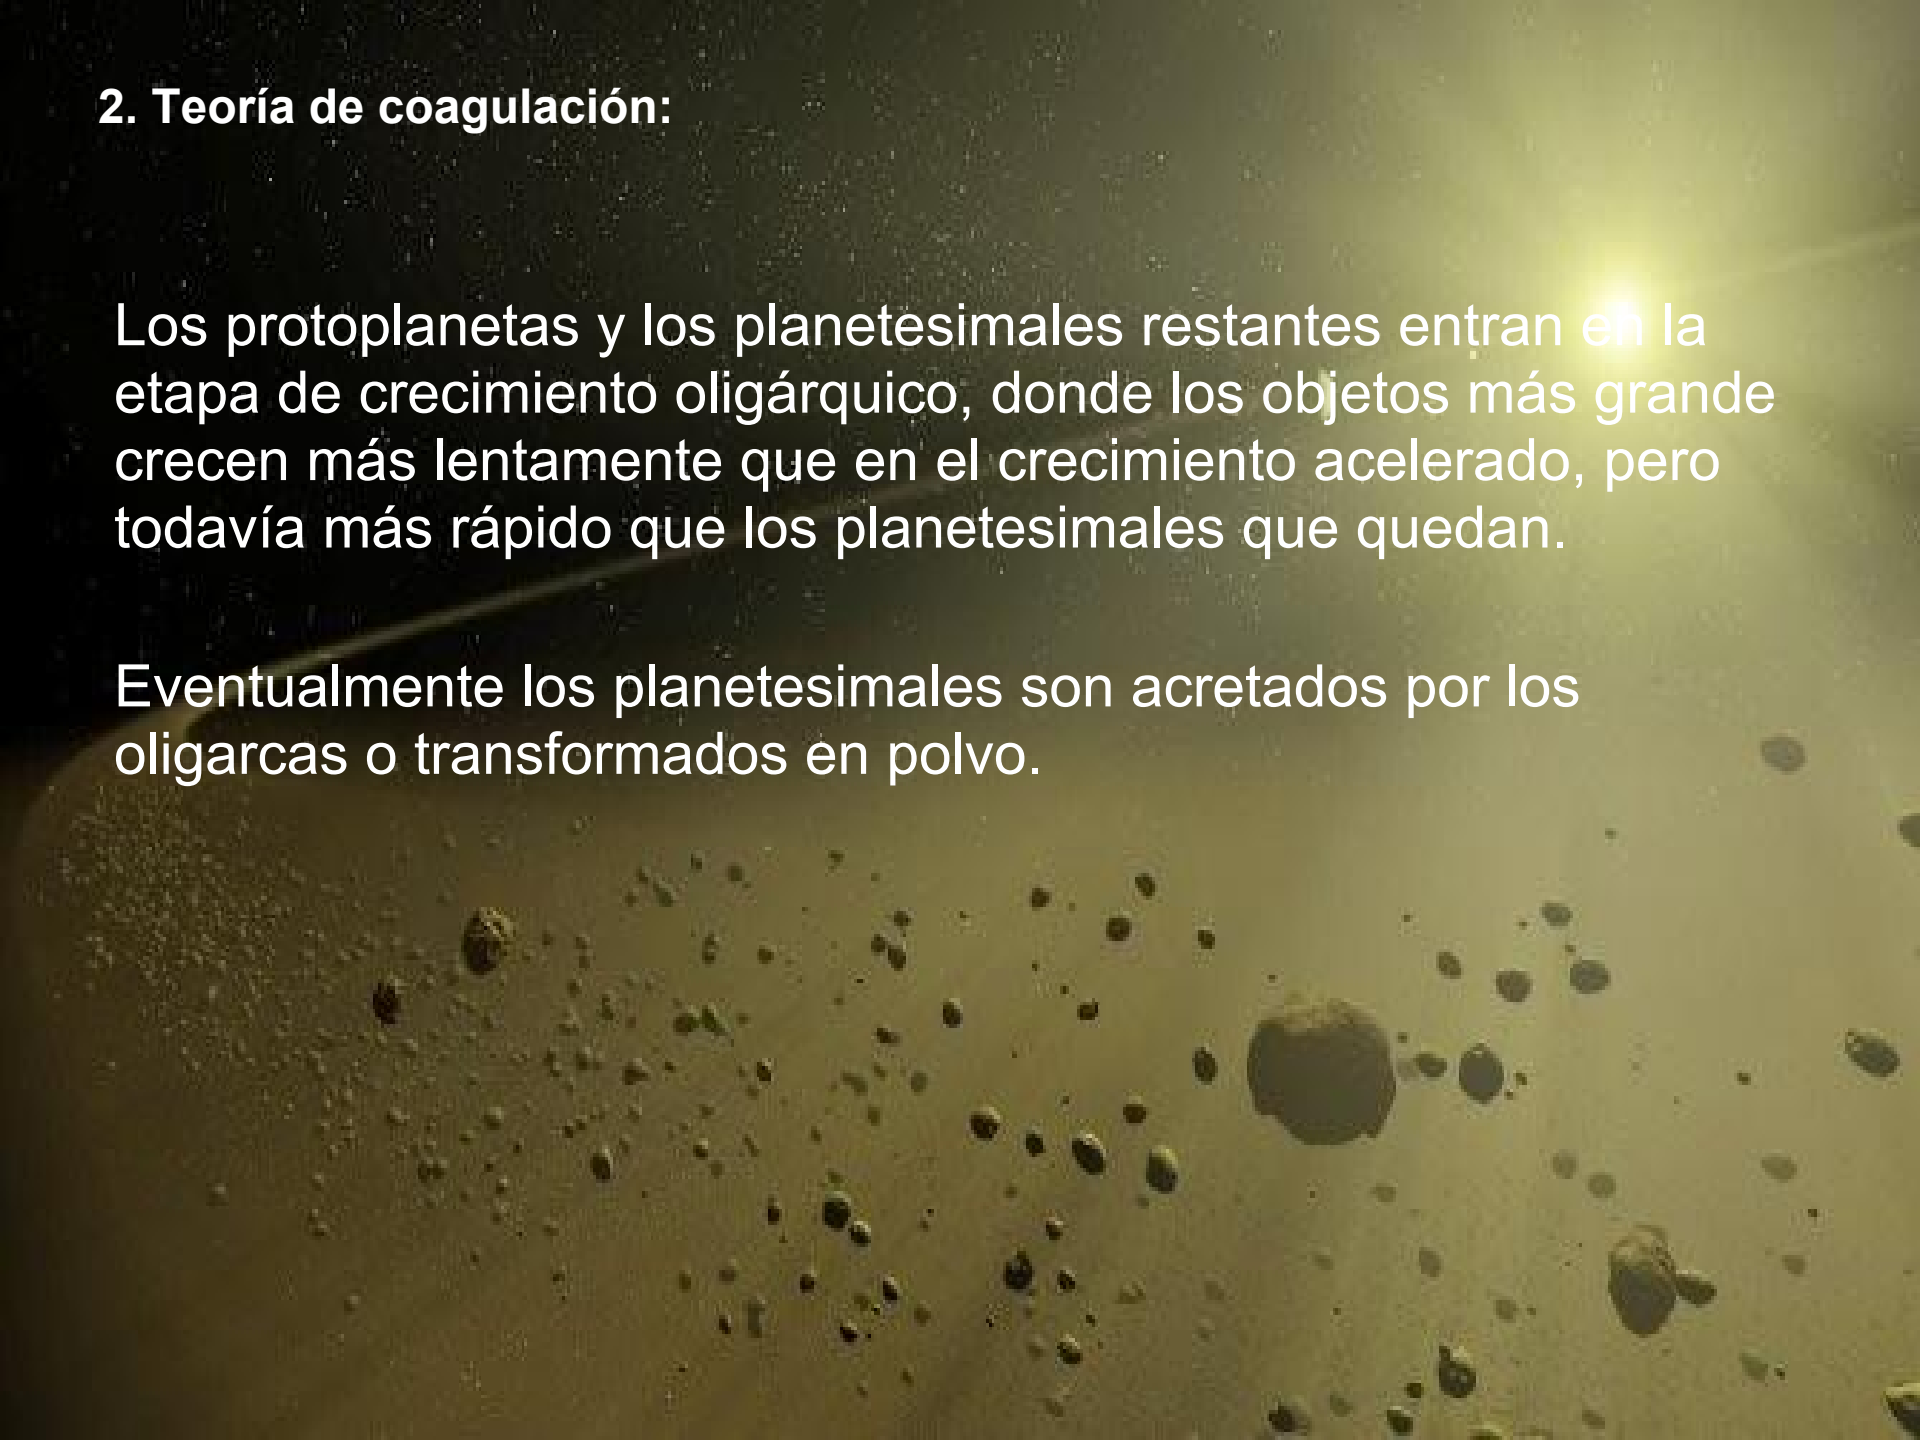 2. Teoría de coagulación:
Los protoplanetas y los planetesimales restantes entran en la
etapa de crecimiento oligárquico, donde los objetos más grande
crecen más lentamente que en el crecimiento acelerado, pero
todavía más rápido que los planetesimales que quedan.
Eventualmente los planetesimales son acretados por los
oligarcas o transformados en polvo.